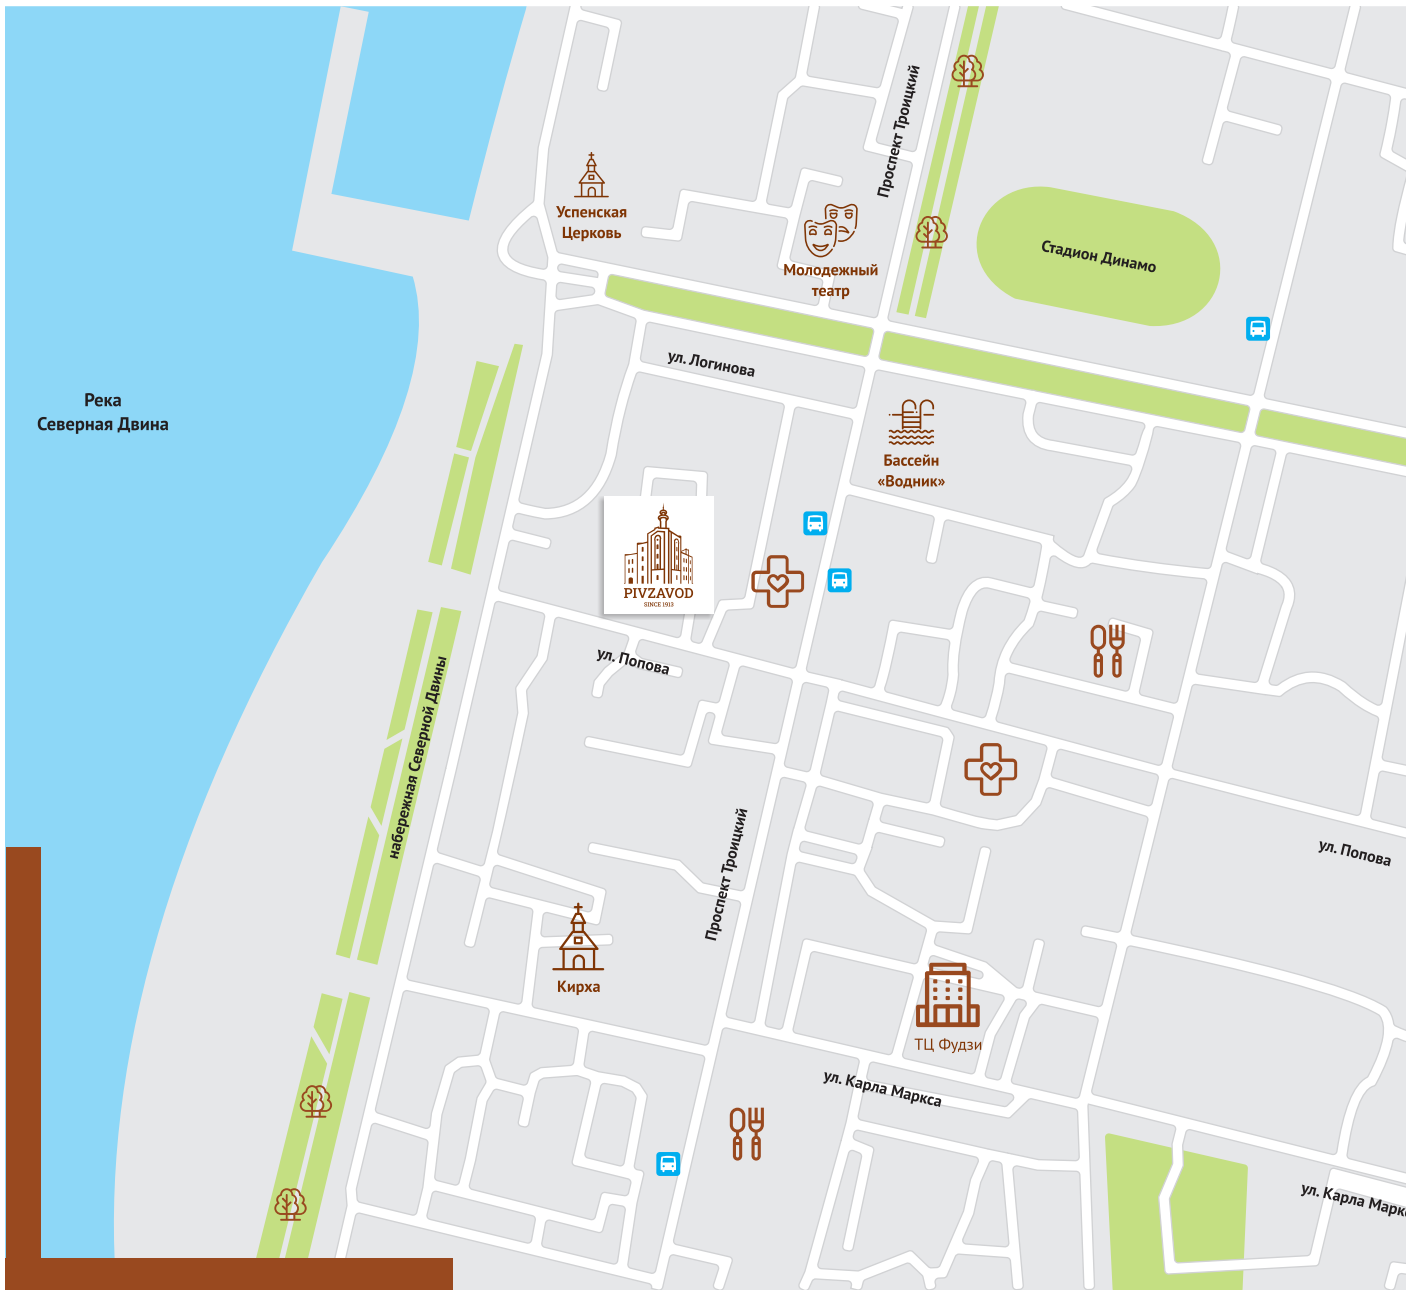 Проспект Троицкий
Успенская
Церковь
Молодежный
театр
Стадион Динамо
ул. Логинова
Река
Северная Двина
Бассейн
«Водник»
PIVZAVOD
SINCE 1913
ул. Попова
набережная Северной Двины
Проспект Троицкий
ул. Попова
Кирха
ТЦ Фудзи
ул. Карла Маркса
ул. Карла Маркс